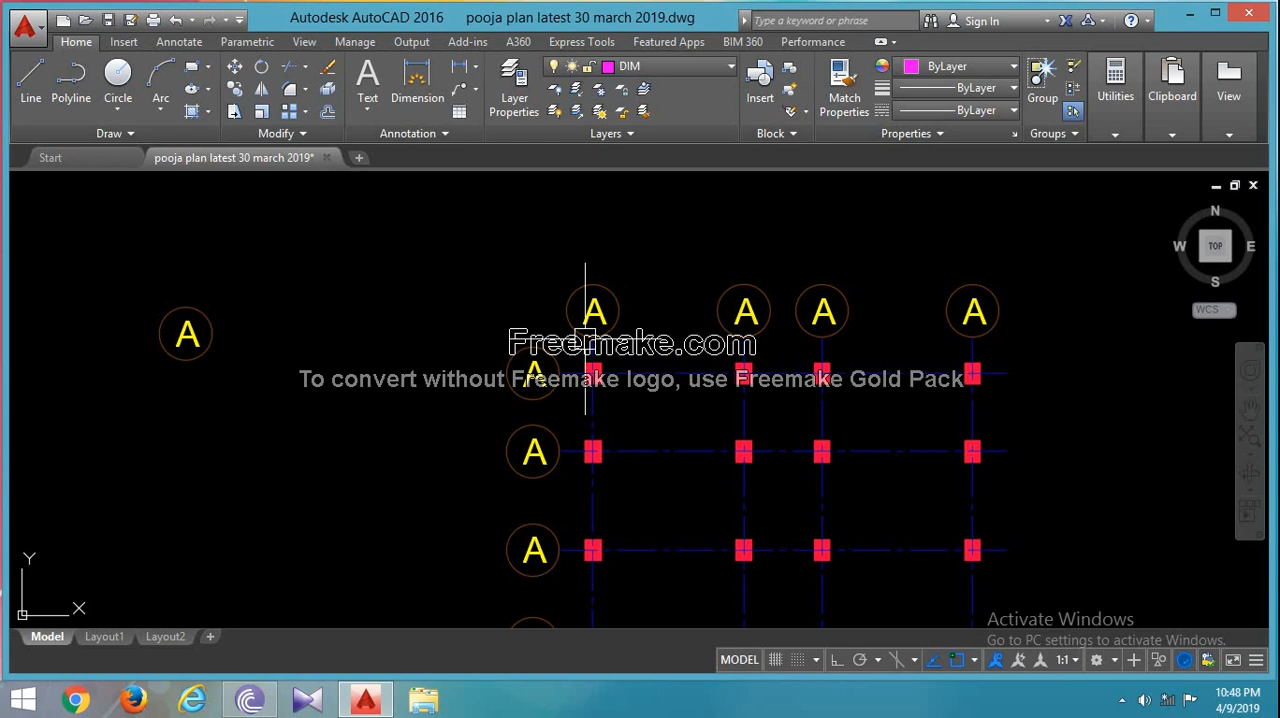 Autodesk AutoCAD 2016 pooja plan latest 30 march 2019.dwg
Type a keyword or phrase
Sign In
Home Insert Annotate Parametric View Manage Output Add-ins A360 Express Tools Featured Apps BIM 360 Performance
DIM
ByLayer
ByLayer
ByLayer
Line Polyline Circle Arc
Text Dimension
Layer Properties
Insert
Match Properties
Group
Utilities
Clipboard
View
Draw Modify Annotation Layers Block Properties Groups
Start pooja plan latest 30 march 2019*
N
W TOP E
S
WCS
A A A A
A
Freemake.com
A
To convert without Freemake logo, use Freemake Gold Pack
A
A
Y
X
Activate Windows
Go to PC settings to activate Windows.
Model Layout1 Layout2
MODEL 1:1
10:48 PM
4/9/2019